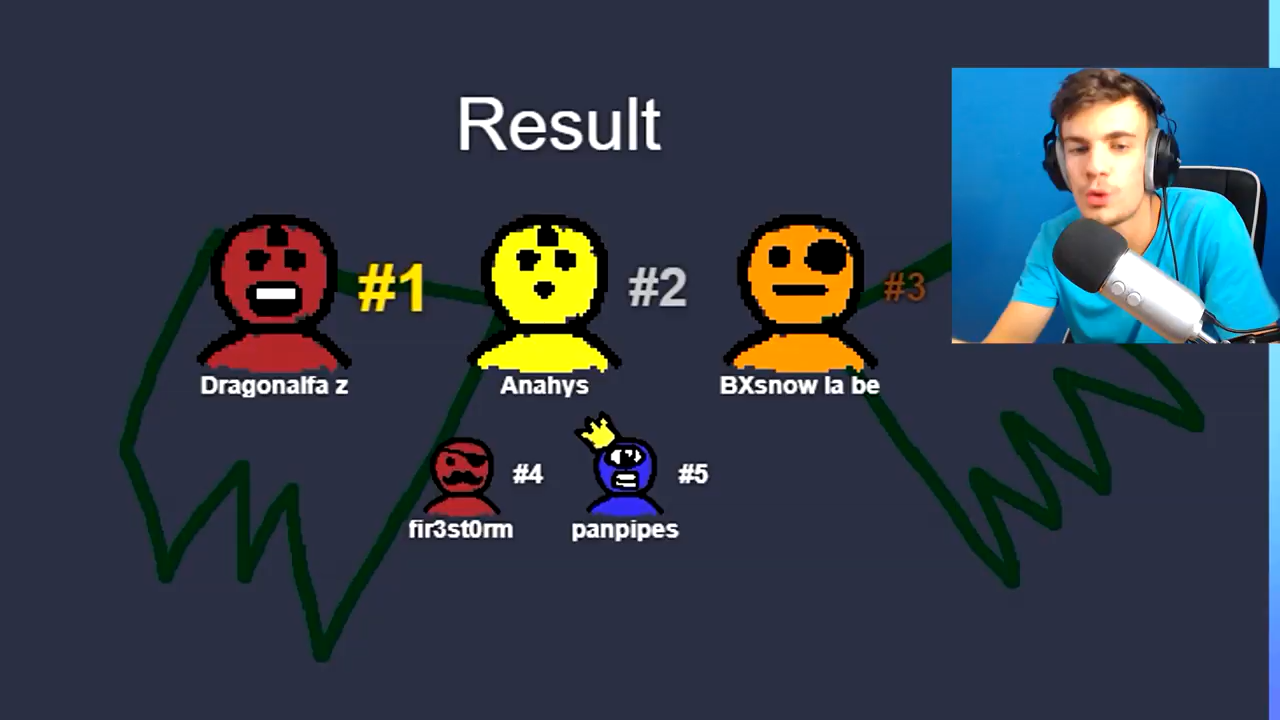 Result
#1
#2
#3
Dragonalfa z
Anahys
BXsnow la be
#4
#5
fir3st0rm
panpipes